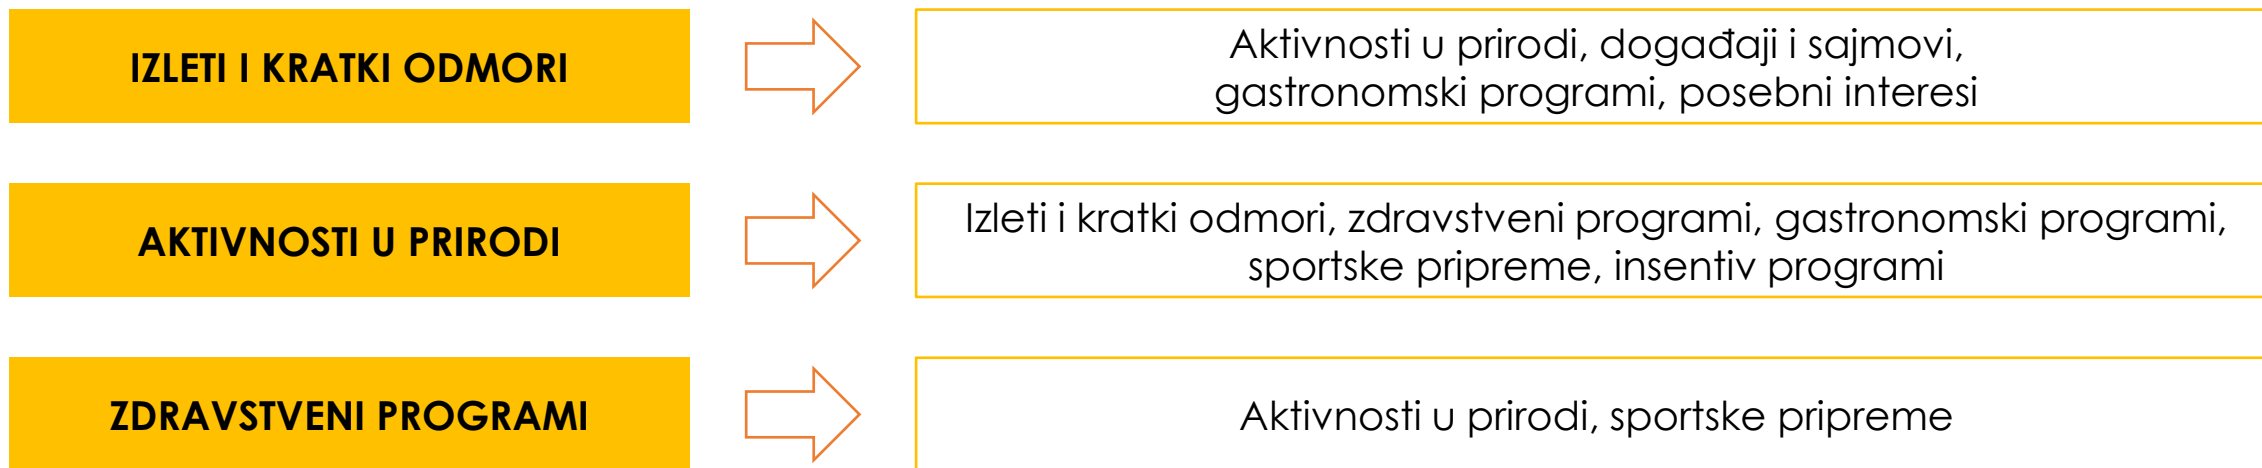 IZLETI I KRATKI ODMORI
Aktivnosti u prirodi, događaji i sajmovi,
gastronomski programi, posebni interesi
AKTIVNOSTI U PRIRODI
Izleti i kratki odmori, zdravstveni programi, gastronomski programi,
sportske pripreme, insentiv programi
ZDRAVSTVENI PROGRAMI
Aktivnosti u prirodi, sportske pripreme